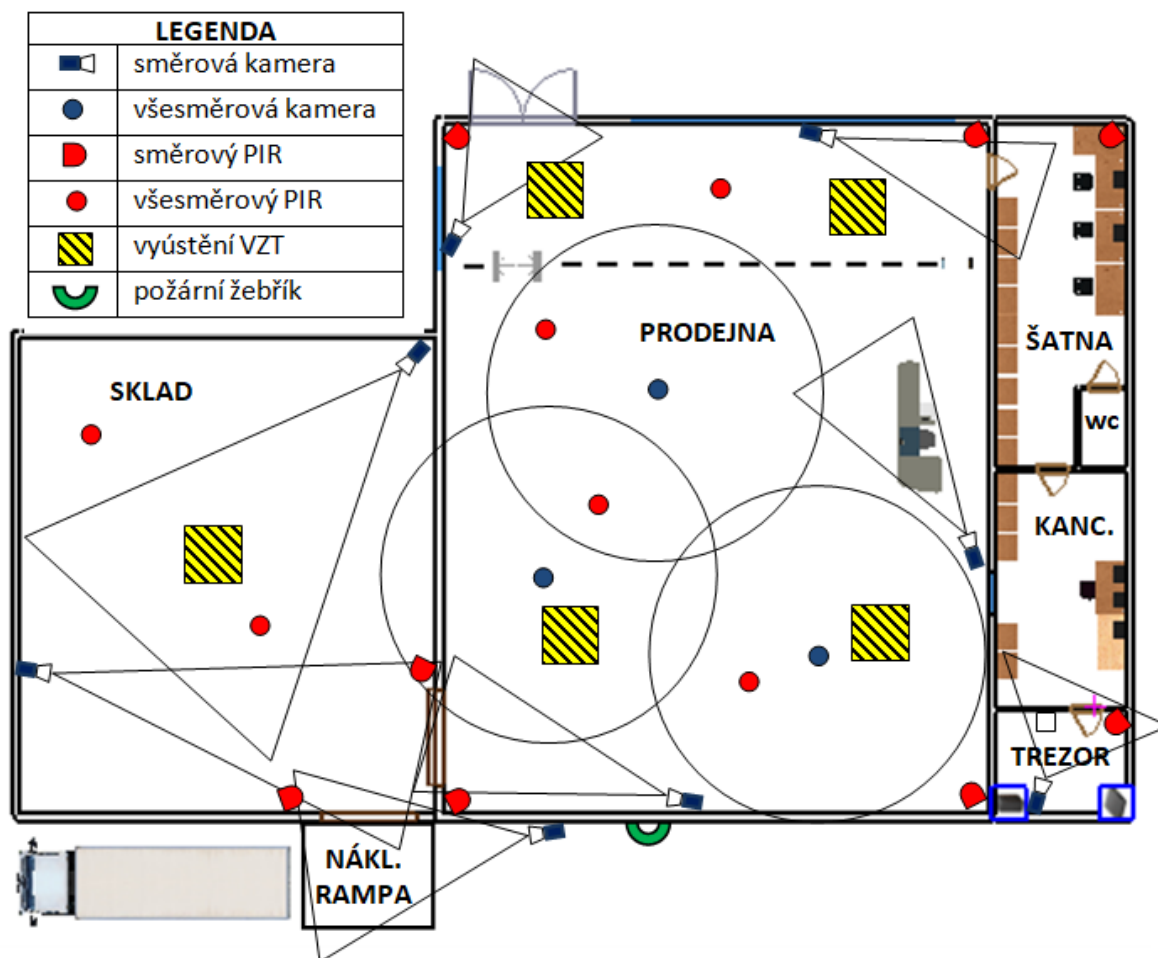 LEGENDA
směrová kamera
všesměrová kamera
směrový PIR
všesměrový PIR
vyústění VZT
požární žebřík
PRODEJNA
ŠATNA
SKLAD
WC
KANC.
TREZOR
NÁKL.
RAMPA